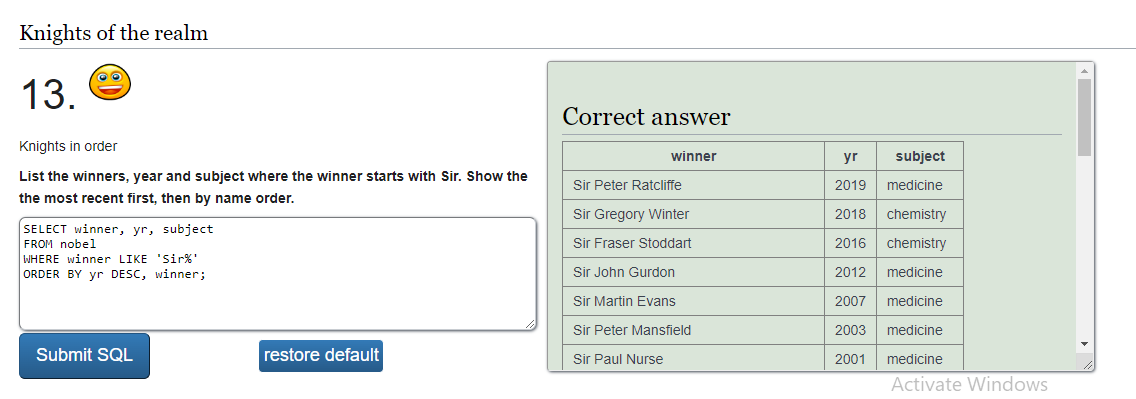 Knights of the realm
13.
Knights in order
List the winners, year and subject where the winner starts with Sir. Show the
the most recent first, then by name order.
SELECT winner, yr, subject
FROM nobel
WHERE winner LIKE 'Sir%'
ORDER BY yr DESC, winner;
Submit SQL restore default
Correct answer
winner yr subject
Sir Peter Ratcliffe 2019 medicine
Sir Gregory Winter 2018 chemistry
Sir Fraser Stoddart 2016 chemistry
Sir John Gurdon 2012 medicine
Sir Martin Evans 2007 medicine
Sir Peter Mansfield 2003 medicine
Sir Paul Nurse 2001 medicine
Activate Windows